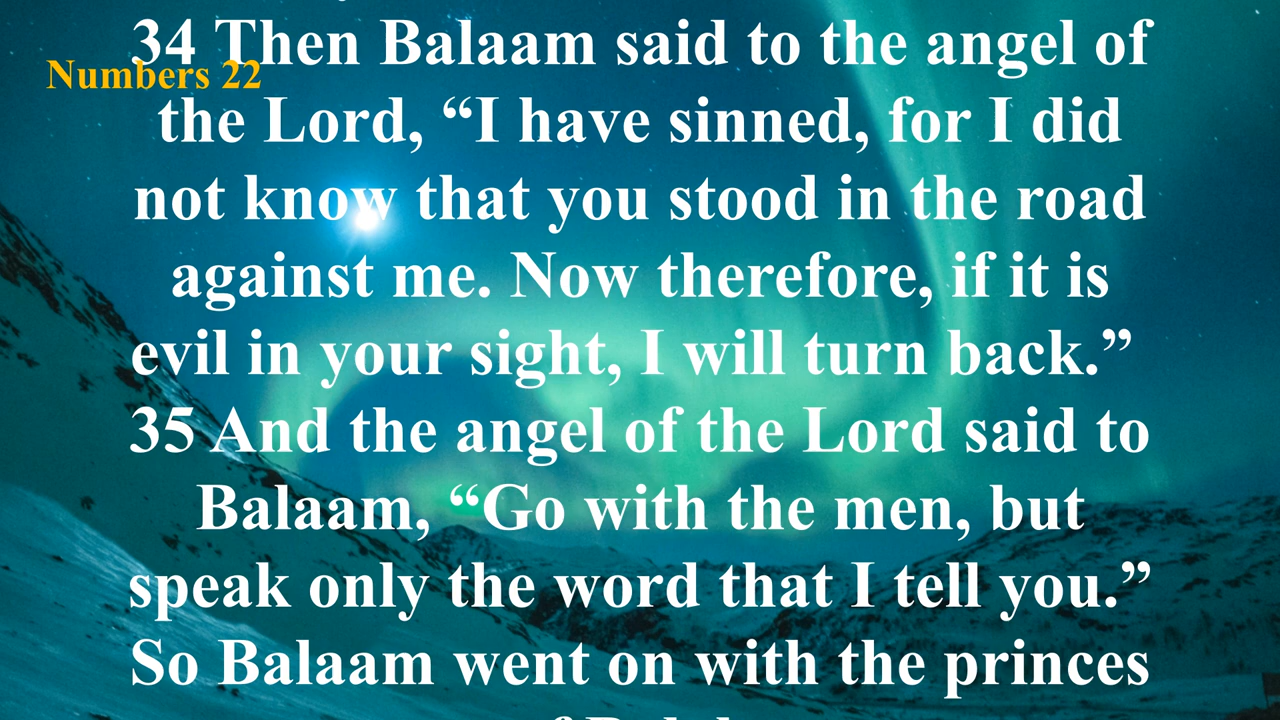 34 Then Balaam said to the angel of
Numbers 22
the Lord, “I have sinned, for I did
not know that you stood in the road
against me. Now therefore, if it is
evil in your sight, I will turn back.”
35 And the angel of the Lord said to
Balaam, “Go with the men, but
speak only the word that I tell you.”
So Balaam went on with the princes